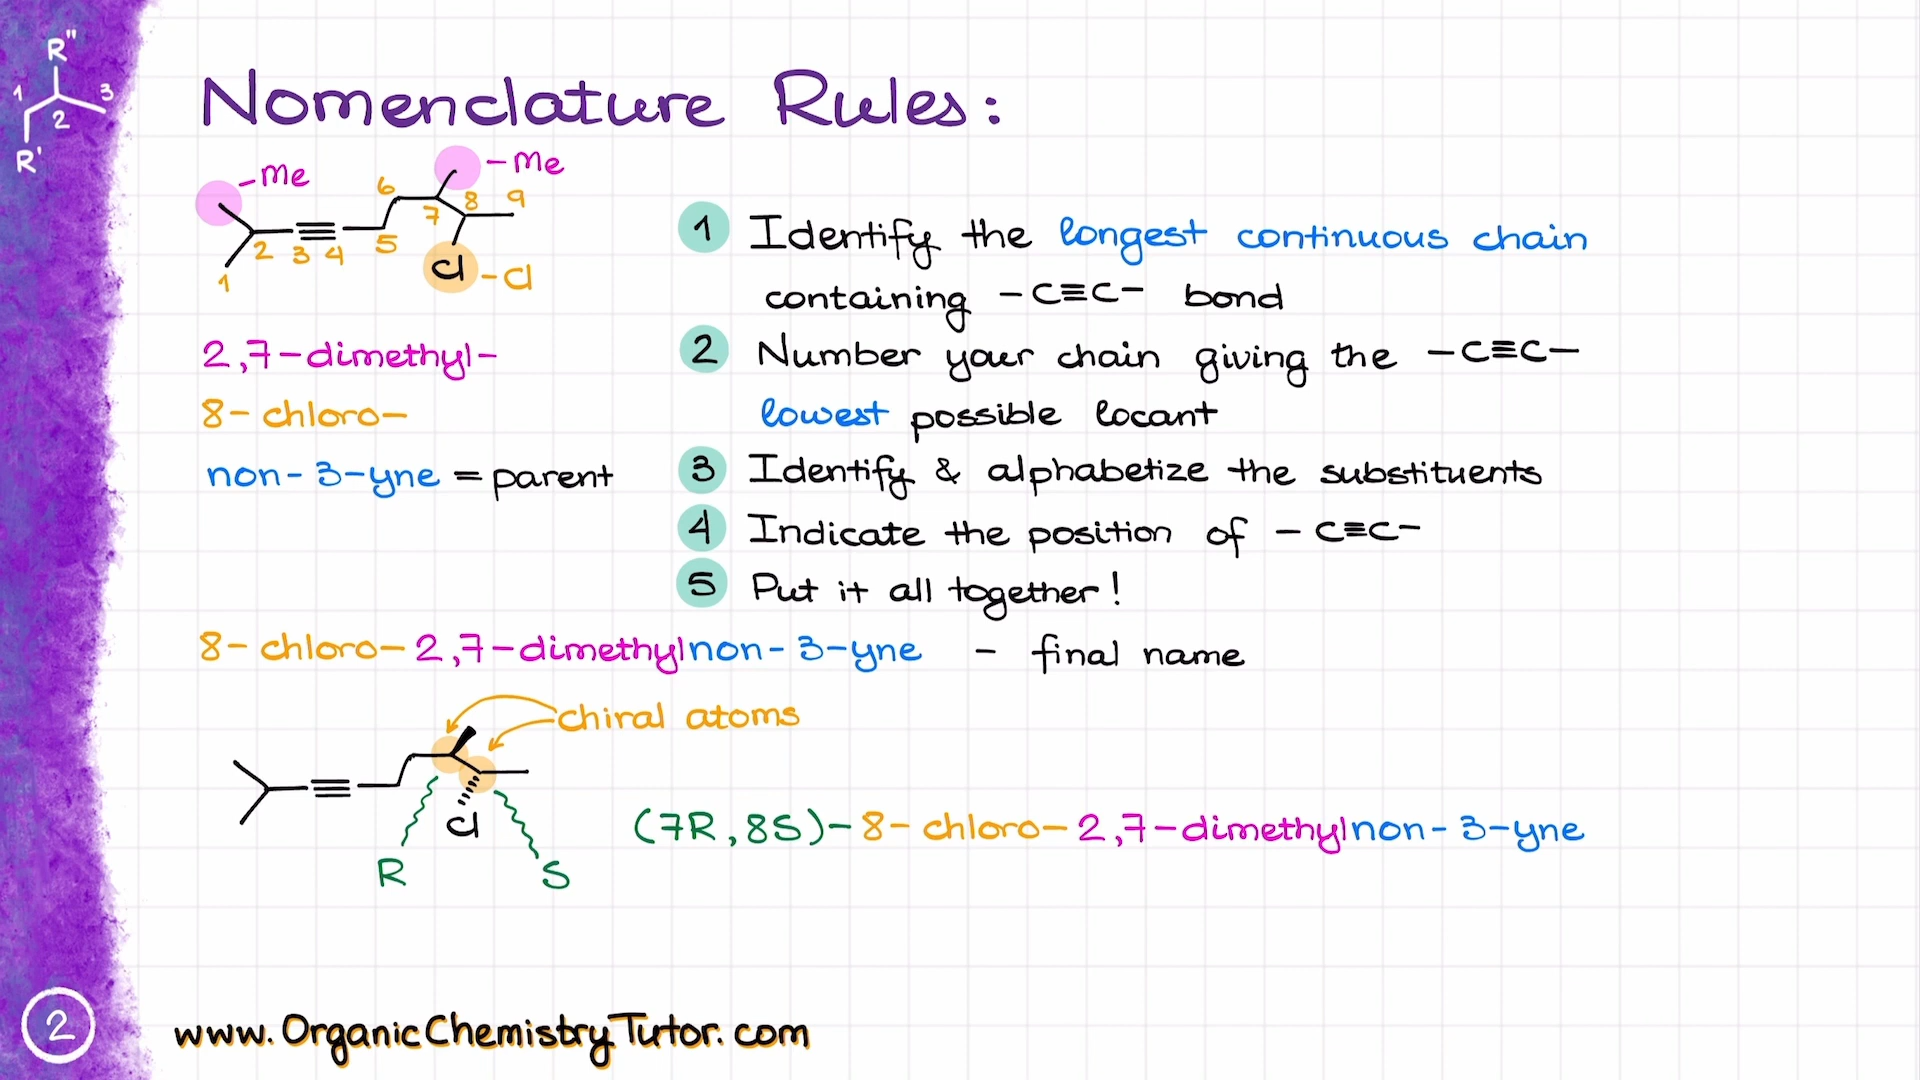 R"
1 3
2
R'
Nomenclature Rules:
-Me
-Me
6 8 9
7
2 3 4 5
1
Cl -Cl
① Identify the longest continuous chain
containing -C≡C- bond
② Number your chain giving the -C≡C-
lowest possible locant
③ Identify & alphabetize the substituents
④ Indicate the position of -C≡C-
⑤ Put it all together!
2,7-dimethyl-
8-chloro-
non-3-yne = parent
8-chloro-2,7-dimethylnon-3-yne - final name
chiral atoms
Cl
R S
(7R,8S)-8-chloro-2,7-dimethylnon-3-yne
2
www.OrganicChemistryTutor.com